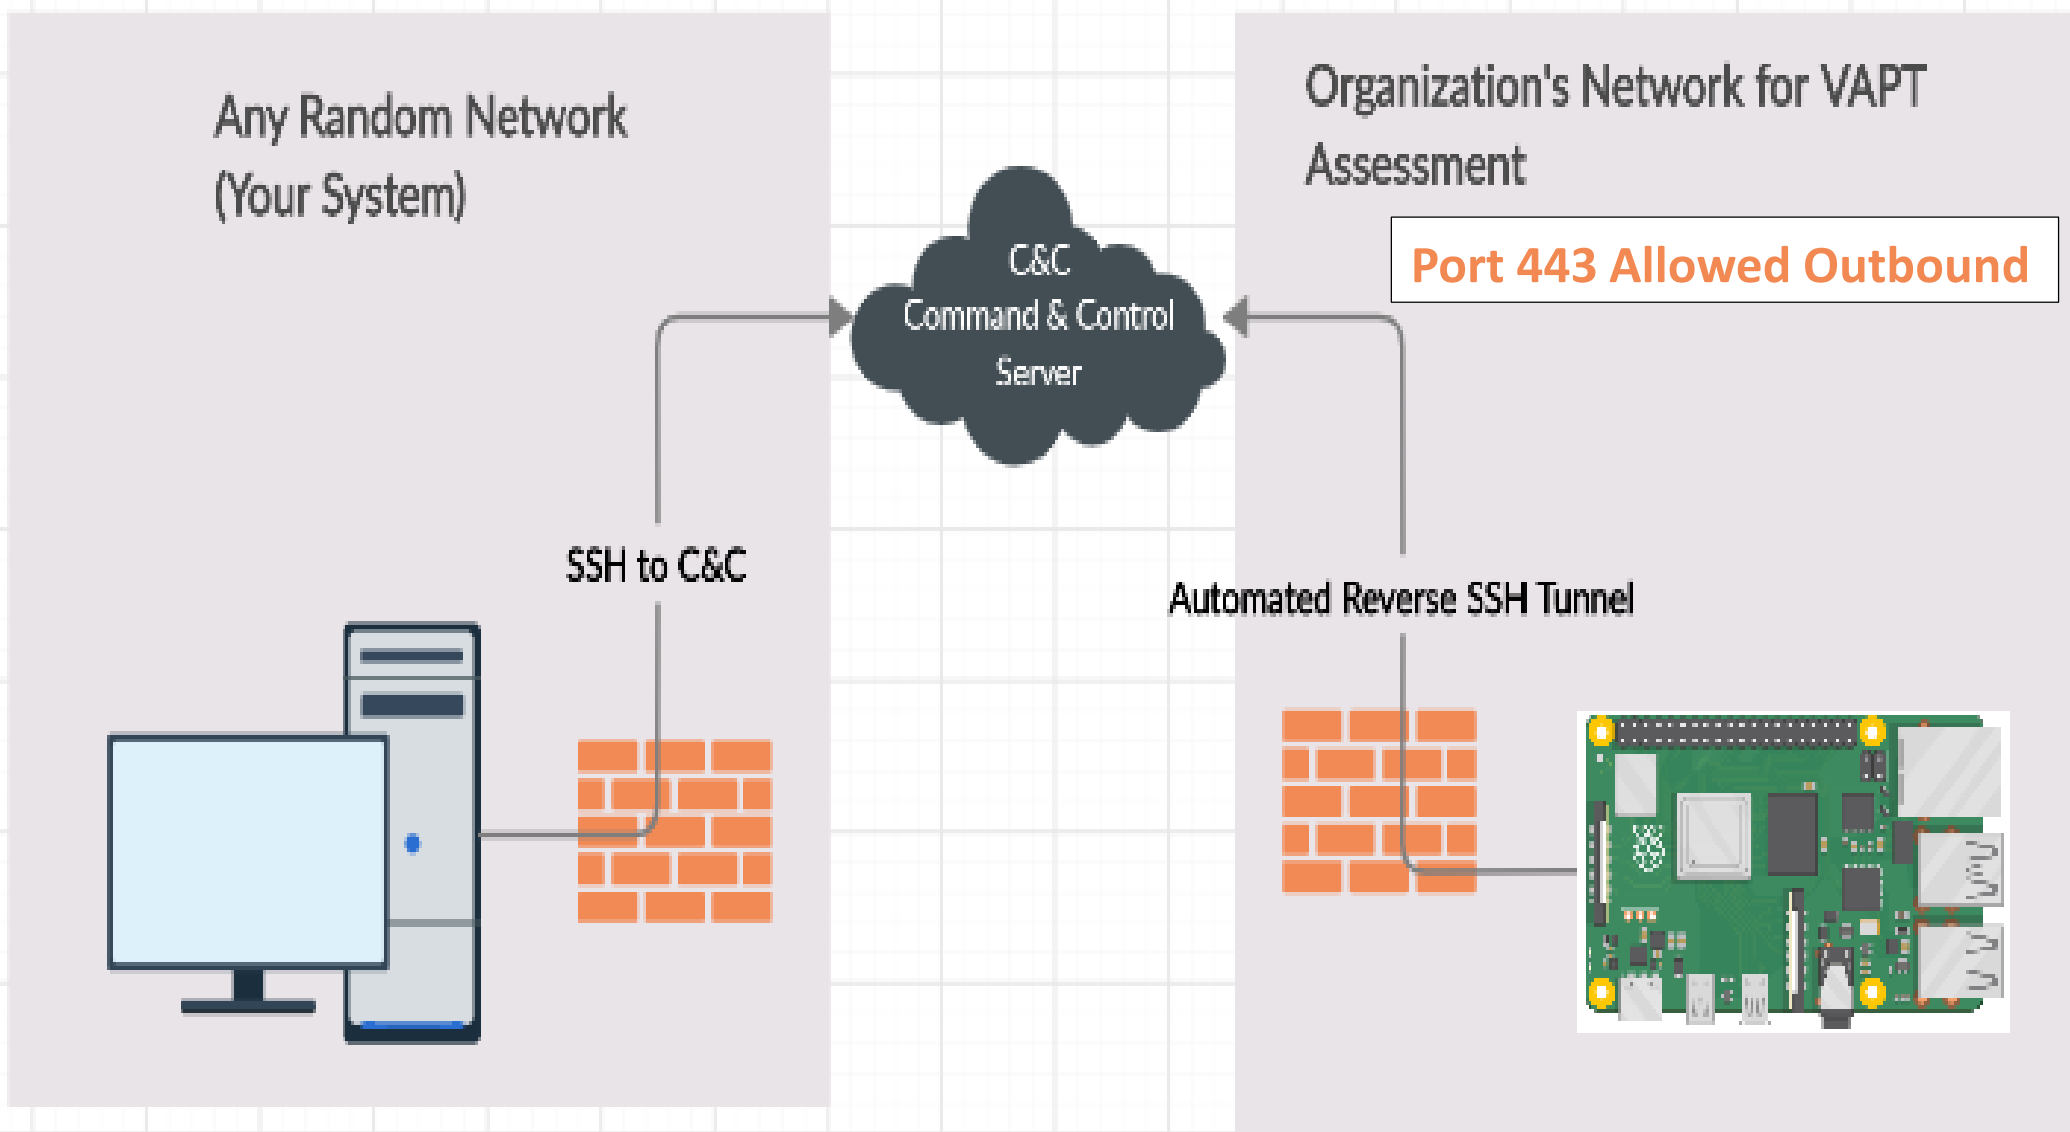 Any Random Network
(Your System)
C&C
Command & Control
Server
Organization's Network for VAPT
Assessment
Port 443 Allowed Outbound
SSH to C&C
Automated Reverse SSH Tunnel